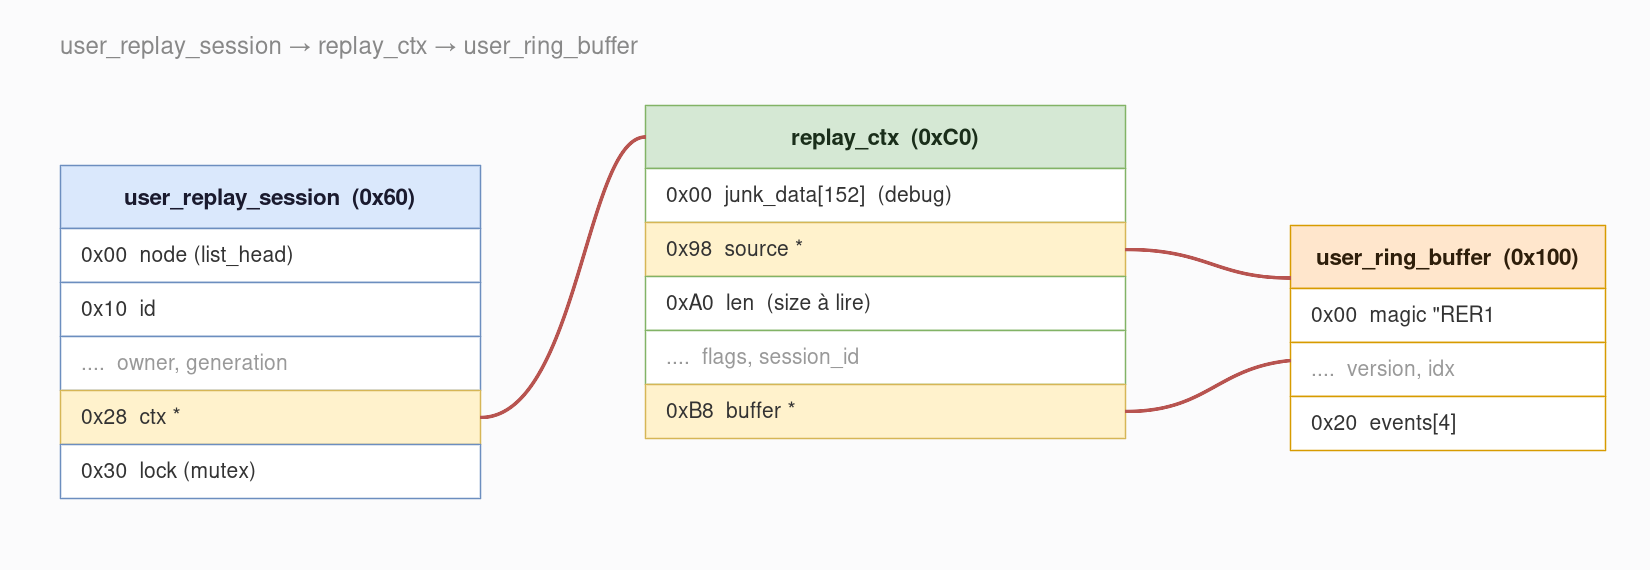 user_replay_session → replay_ctx → user_ring_buffer
user_replay_session (0x60)
0x00 node (list_head)
0x10 id
.... owner, generation
0x28 ctx *
0x30 lock (mutex)
replay_ctx (0xC0)
0x00 junk_data[152] (debug)
0x98 source *
0xA0 len (size à lire)
.... flags, session_id
0xB8 buffer *
user_ring_buffer (0x100)
0x00 magic "RER1
.... version, idx
0x20 events[4]